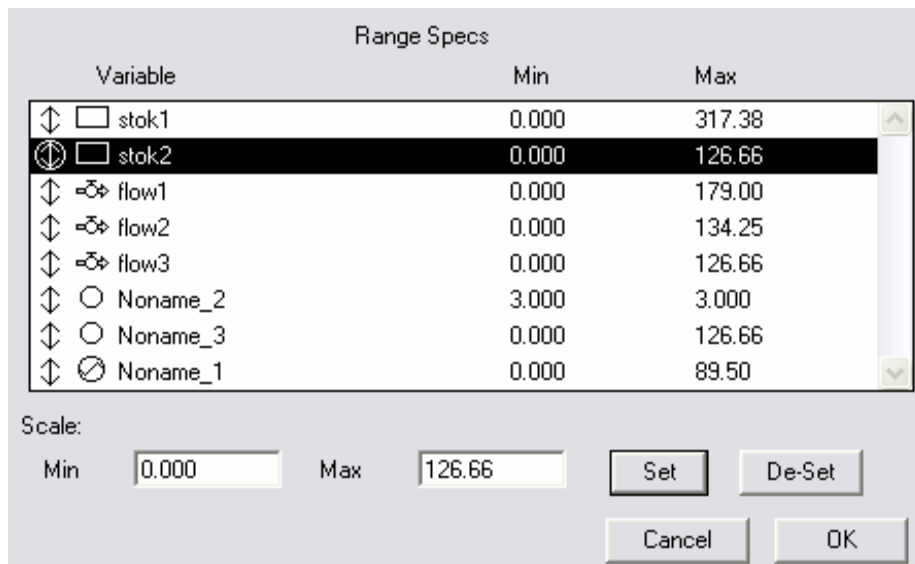 Range Specs
Variable Min Max
stok1 0.000 317.38
stok2 0.000 126.66
flow1 0.000 179.00
flow2 0.000 134.25
flow3 0.000 126.66
Noname_2 3.000 3.000
Noname_3 0.000 126.66
Noname_1 0.000 89.50
Scale:
Min 0.000 Max 126.66 Set De-Set
Cancel OK